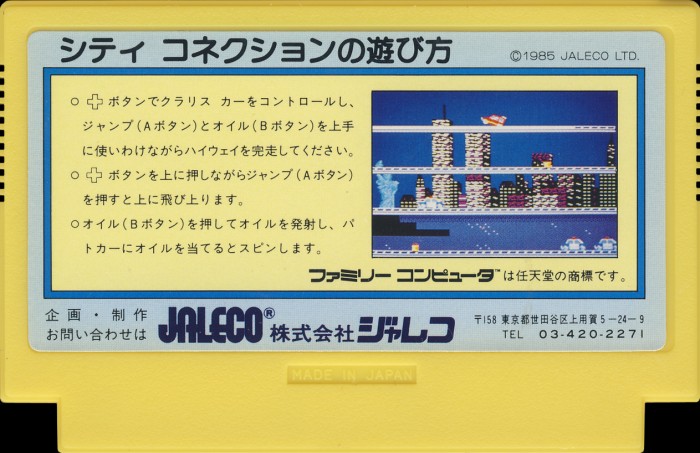 シティ コネクションの遊び方
©1985 JALECO LTD.
○ ボタンでクラリス カーをコントロールし、
ジャンプ(Aボタン)とオイル(Bボタン)を上手
に使いわけながらハイウェイを完走してください。
○ ボタンを上に押しながらジャンプ(Aボタン)
を押すと上に飛び上ります。
○オイル(Bボタン)を押してオイルを発射し、パ
トカーにオイルを当てるとスピンします。
ファミリー コンピュータ™は任天堂の商標です。
企画・制作
お問い合わせは
JALECO® 株式会社 ジャレコ
〒158 東京都世田谷区上用賀5-24-9
TEL 03-420-2271
MADE IN JAPAN